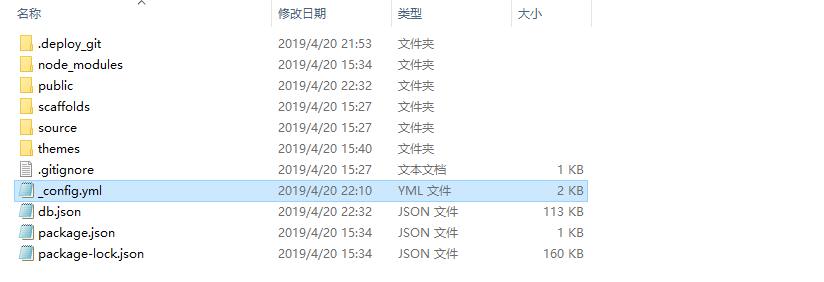 名称 修改日期 类型 大小
.deploy_git 2019/4/20 21:53 文件夹
node_modules 2019/4/20 15:34 文件夹
public 2019/4/20 22:32 文件夹
scaffolds 2019/4/20 15:27 文件夹
source 2019/4/20 15:27 文件夹
themes 2019/4/20 15:40 文件夹
.gitignore 2019/4/20 15:27 文本文档 1 KB
_config.yml 2019/4/20 22:10 YML 文件 2 KB
db.json 2019/4/20 22:32 JSON 文件 113 KB
package.json 2019/4/20 15:34 JSON 文件 1 KB
package-lock.json 2019/4/20 15:34 JSON 文件 160 KB